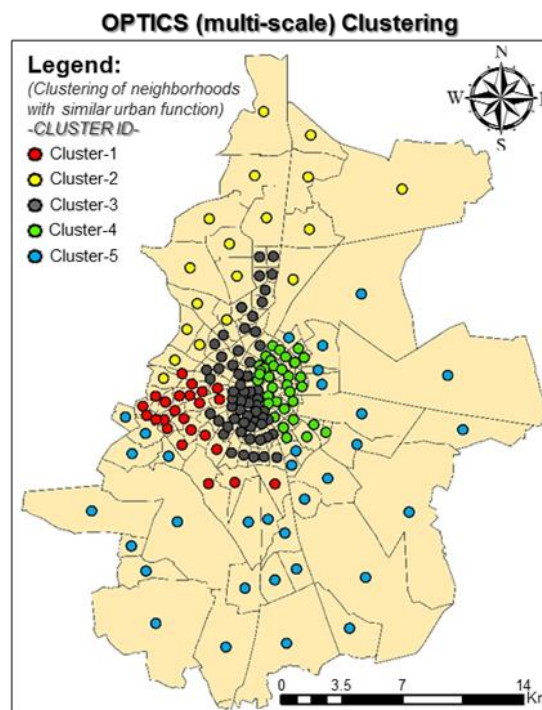 OPTICS (multi-scale) Clustering
Legend:
(Clustering of neighborhoods
with similar urban function)
-CLUSTER ID-
Cluster-1
Cluster-2
Cluster-3
Cluster-4
Cluster-5
N
W
S
0 3.5 7 14